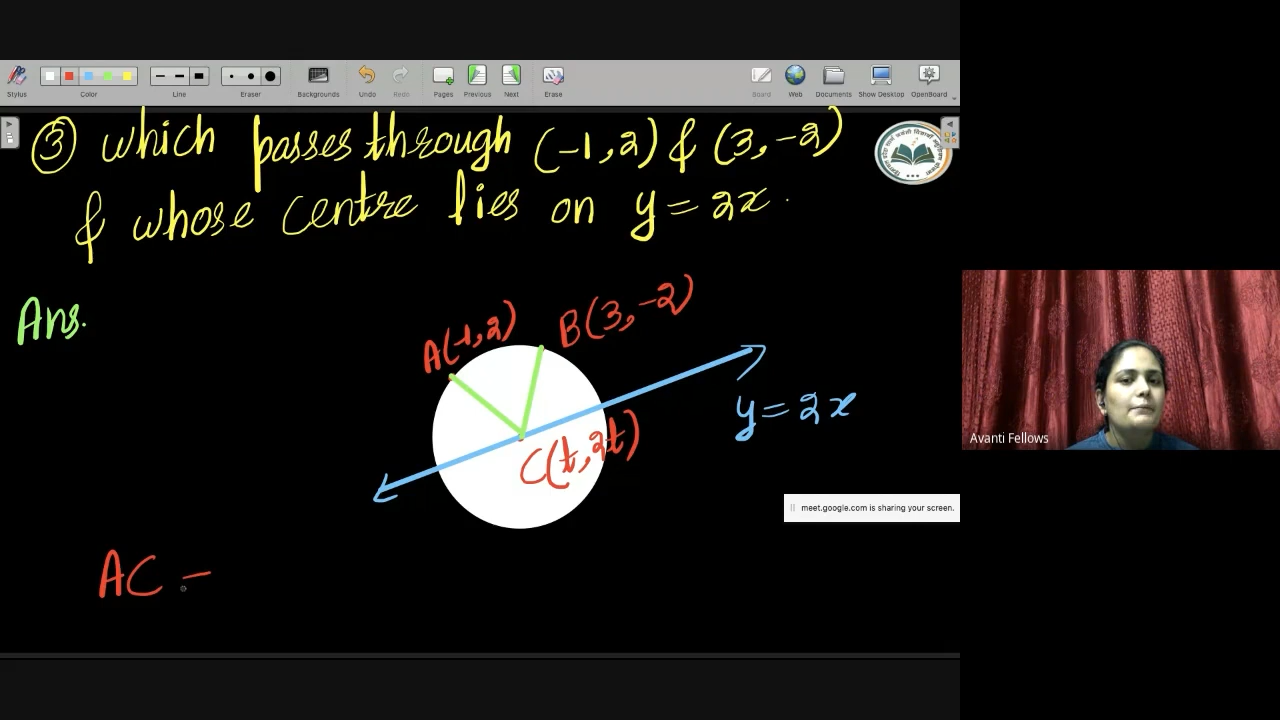 Stylus Color Line Eraser Backgrounds Undo Redo Pages Previous Next Erase Board Web Documents Show Desktop OpenBoard
③ which passes through (-1,2) & (3,-2)
& whose centre lies on y = 2x.
Ans.
A(-1,2) B(3,-2)
y = 2x
C(t,2t)
Avanti Fellows
meet.google.com is sharing your screen.
AC =